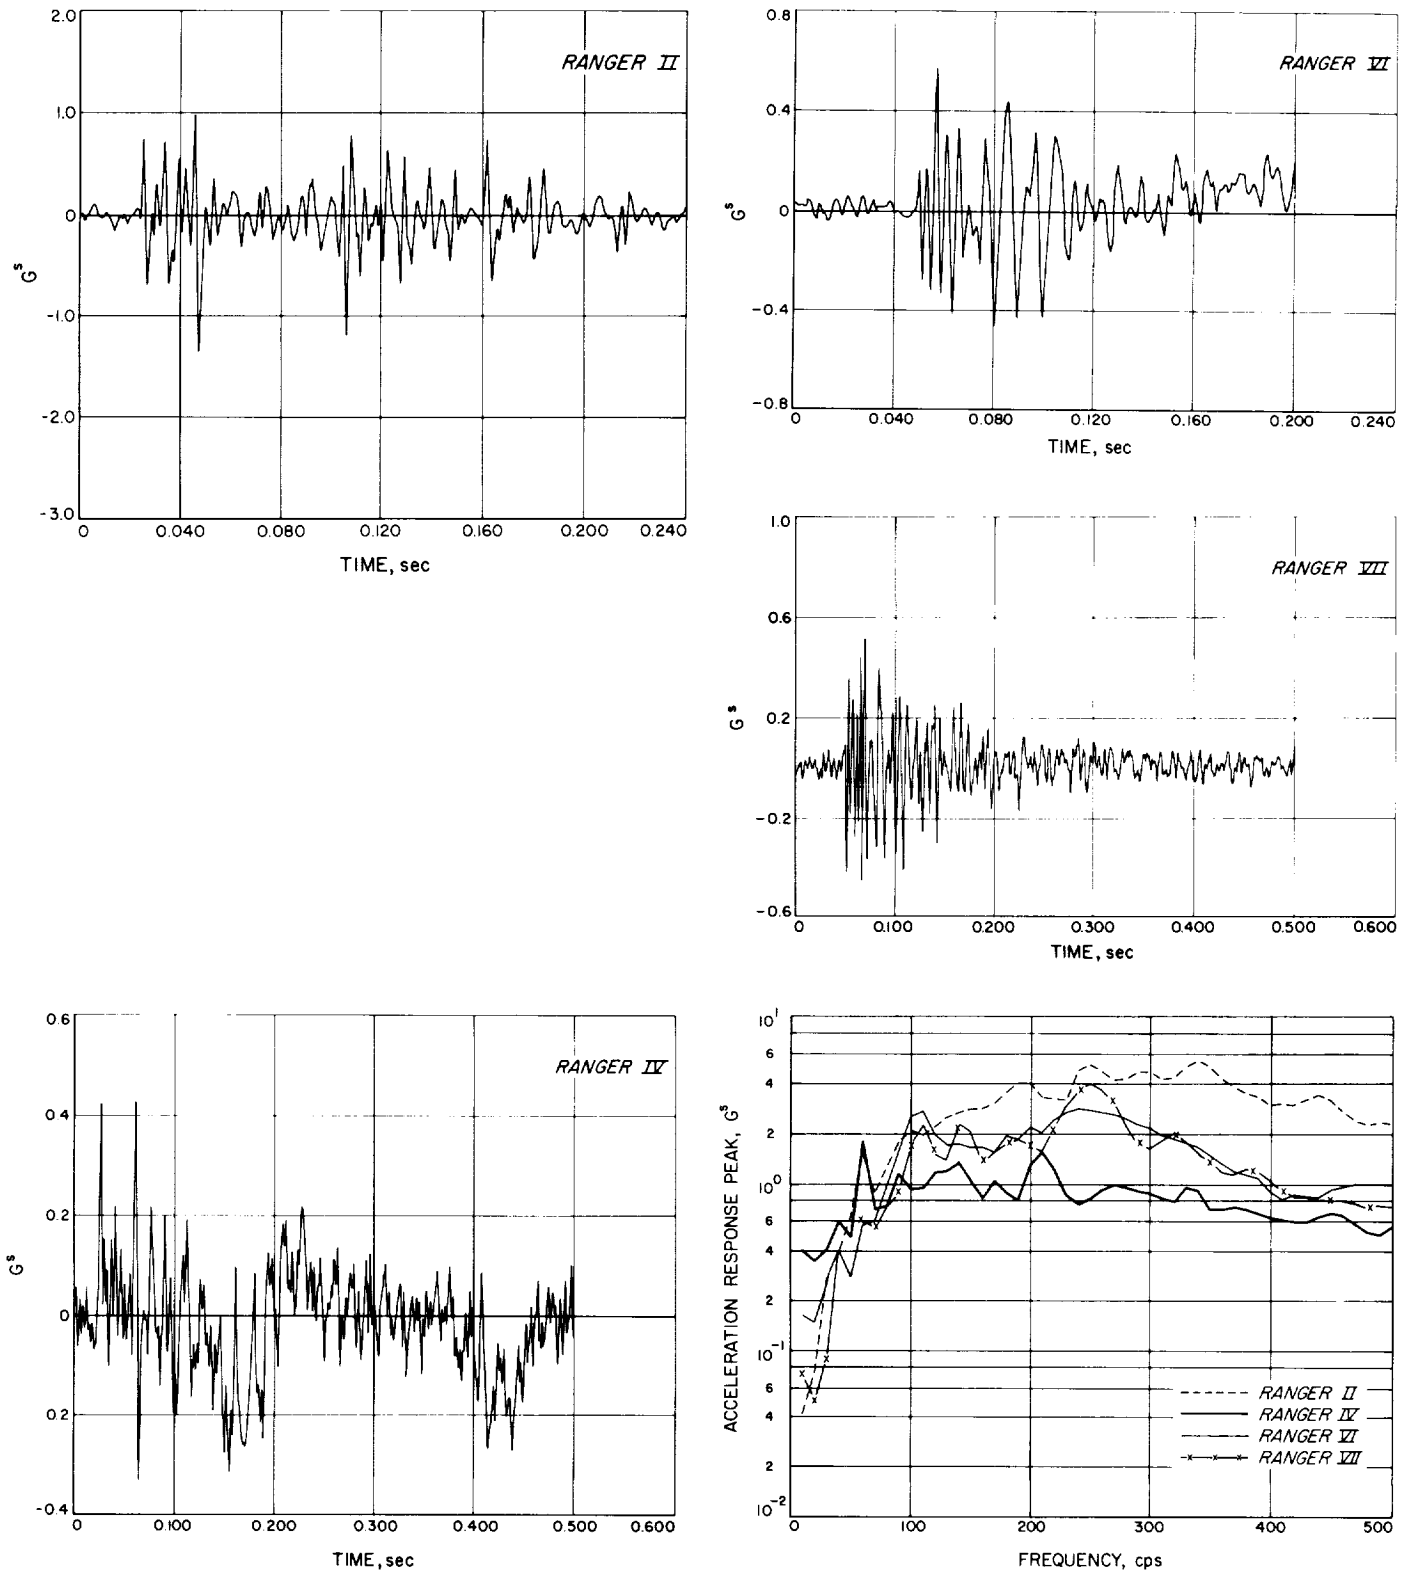 RANGER II
2.0
1.0
0
-1.0
-2.0
-3.0
G^s
0 0.040 0.080 0.120 0.160 0.200 0.240
TIME, sec
RANGER VI
0.8
0.4
0
-0.4
-0.8
G^s
0 0.040 0.080 0.120 0.160 0.200 0.240
TIME, sec
RANGER VII
1.0
0.6
0.2
-0.2
-0.6
G^s
0 0.100 0.200 0.300 0.400 0.500 0.600
TIME, sec
RANGER IV
0.6
0.4
0.2
0
0.2
-0.4
G^s
0 0.100 0.200 0.300 0.400 0.500 0.600
TIME, sec
ACCELERATION RESPONSE PEAK, G^s
10^1
6
4
2
10^0
6
4
2
10^-1
6
4
2
10^-2
RANGER II
RANGER IV
RANGER VI
RANGER VII
0 100 200 300 400 500
FREQUENCY, cps